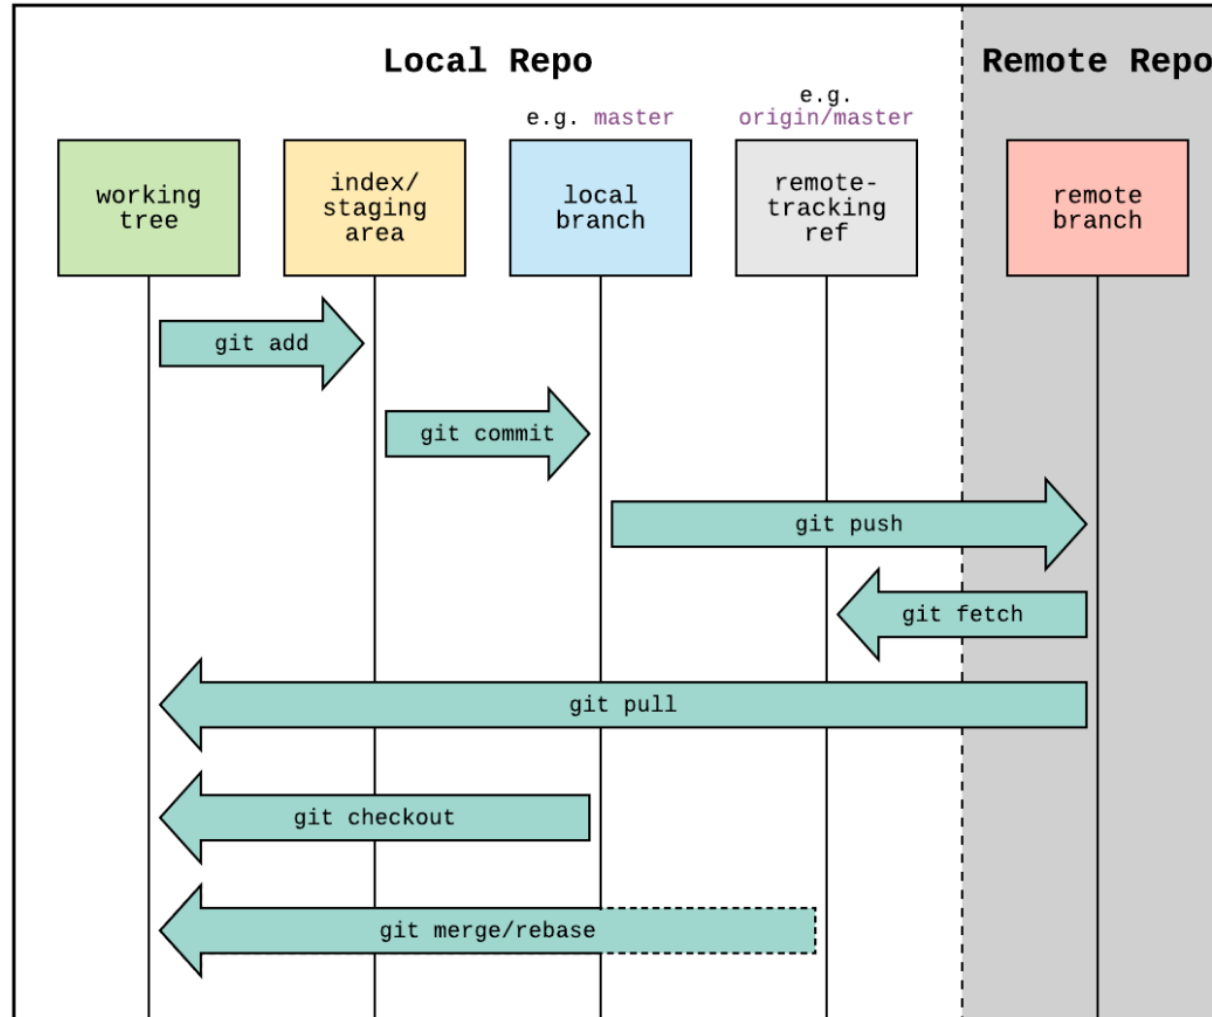 Local Repo
Remote Repo
e.g. master
e.g.
origin/master
working
tree
index/
staging
area
local
branch
remote-
tracking
ref
remote
branch
git add
git commit
git push
git fetch
git pull
git checkout
git merge/rebase